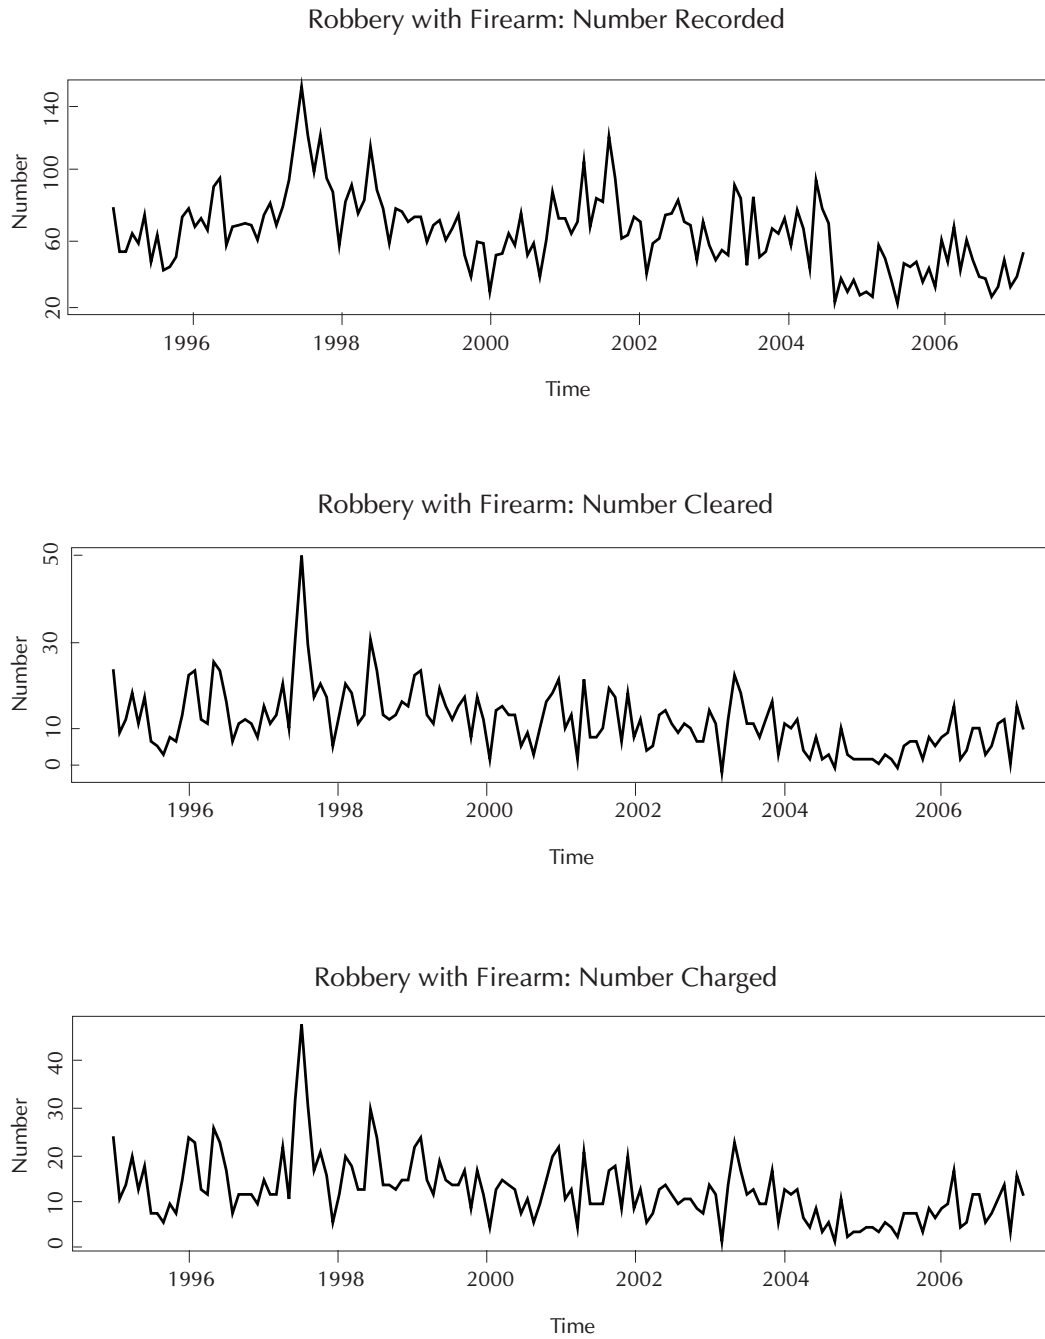 Robbery with Firearm: Number Recorded
Number
140
100
60
20
1996 1998 2000 2002 2004 2006
Time
Robbery with Firearm: Number Cleared
Number
50
30
10
0
1996 1998 2000 2002 2004 2006
Time
Robbery with Firearm: Number Charged
Number
40
30
20
10
0
1996 1998 2000 2002 2004 2006
Time